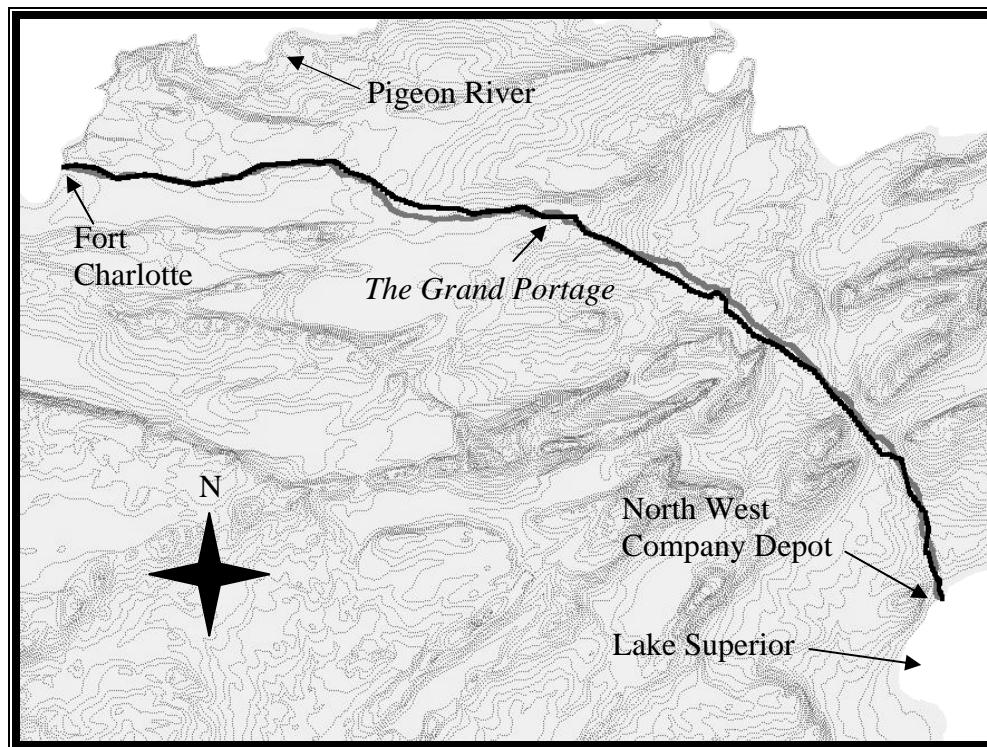 Pigeon River
Fort
Charlotte
The Grand Portage
N
North West
Company Depot
Lake Superior